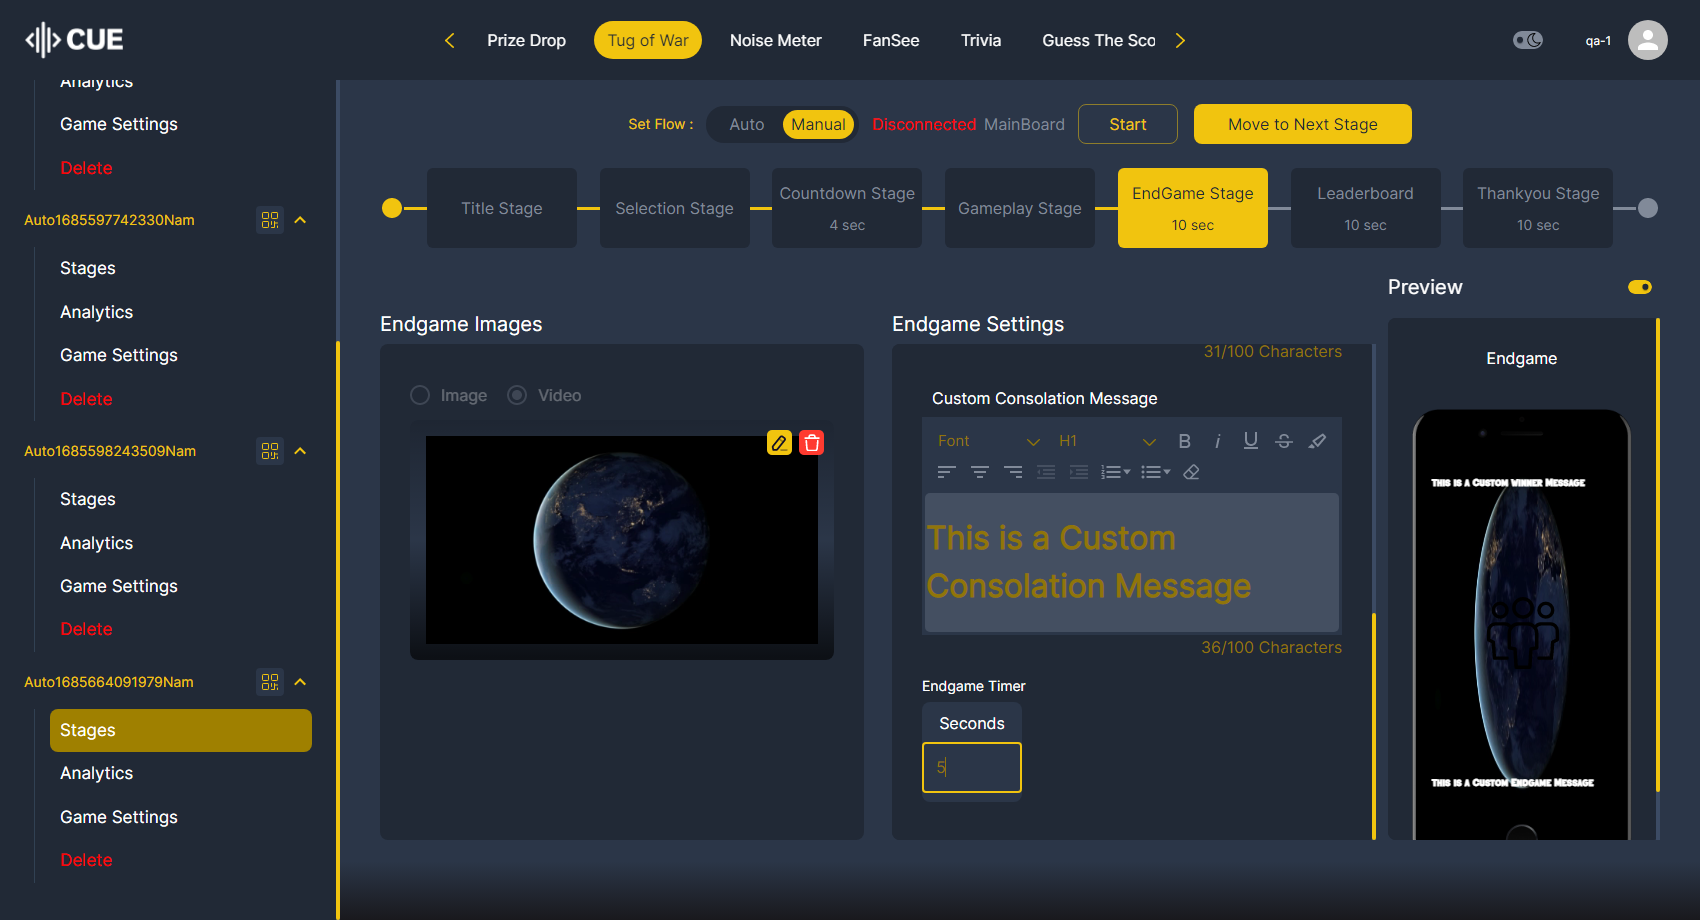 CUE
Prize Drop
Tug of War
Noise Meter
FanSee
Trivia
Guess The Sco
qa-1
Analytics
Game Settings
Delete
Auto1685597742330Nam
Stages
Analytics
Game Settings
Delete
Auto1685598243509Nam
Stages
Analytics
Game Settings
Delete
Auto1685664091979Nam
Stages
Analytics
Game Settings
Delete
Set Flow :
Auto
Manual
Disconnected MainBoard
Start
Move to Next Stage
Title Stage
Selection Stage
Countdown Stage
4 sec
Gameplay Stage
EndGame Stage
10 sec
Leaderboard
10 sec
Thankyou Stage
10 sec
Endgame Images
Image
Video
Endgame Settings
31/100 Characters
Custom Consolation Message
Font
H1
B
i
U
S
This is a Custom
Consolation Message
36/100 Characters
Endgame Timer
Seconds
5
Preview
Endgame
This is a Custom Winner Message
This is a Custom Endgame Message